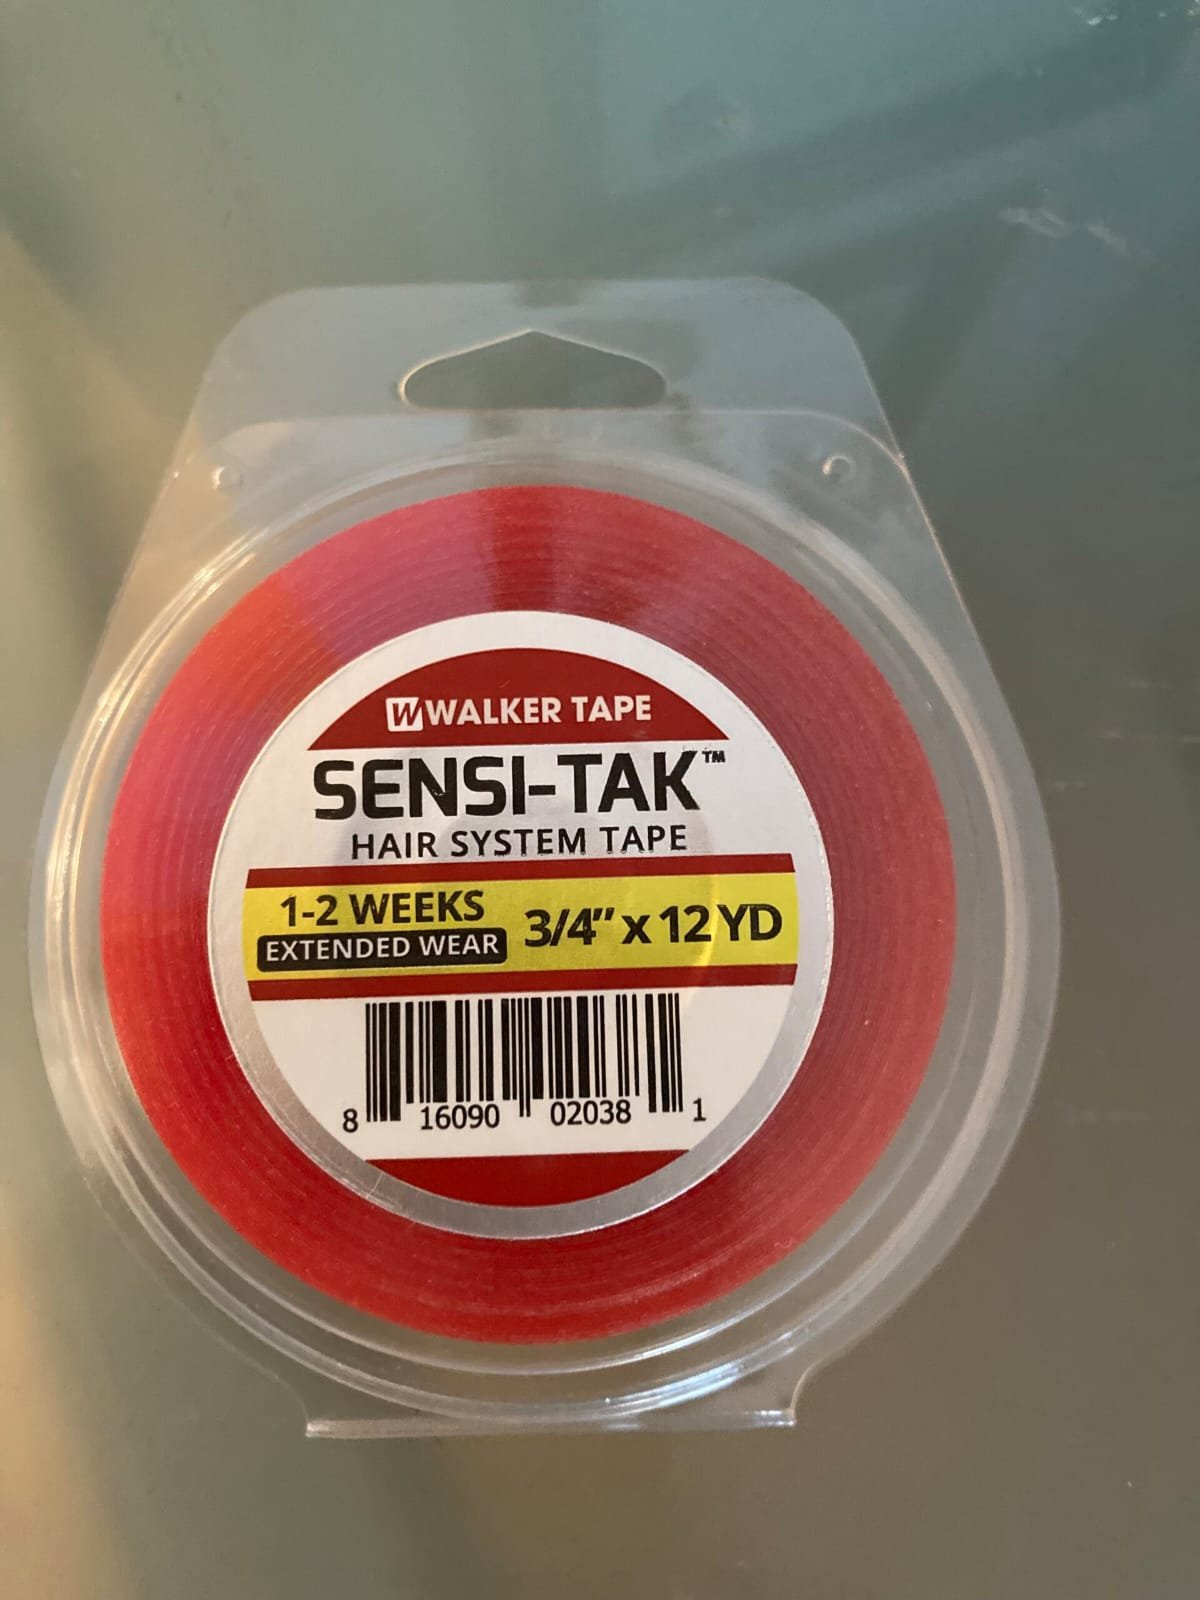 W WALKER TAPE
SENSI-TAK™
HAIR SYSTEM TAPE
1-2 WEEKS
EXTENDED WEAR
3/4" x 12 YD
8 16090 02038 1